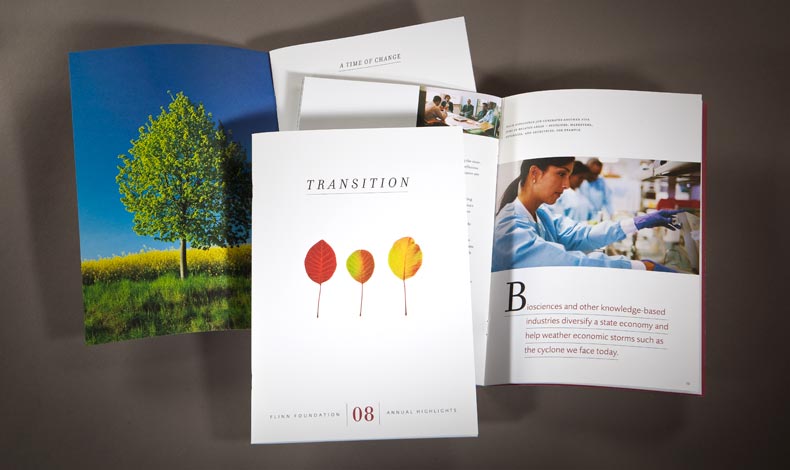 A TIME OF CHANGE
TRANSITION
FLINN FOUNDATION 08 ANNUAL HIGHLIGHTS
Biosciences and other knowledge-based
industries diversify a state economy and
help weather economic storms such as
the cyclone we face today.